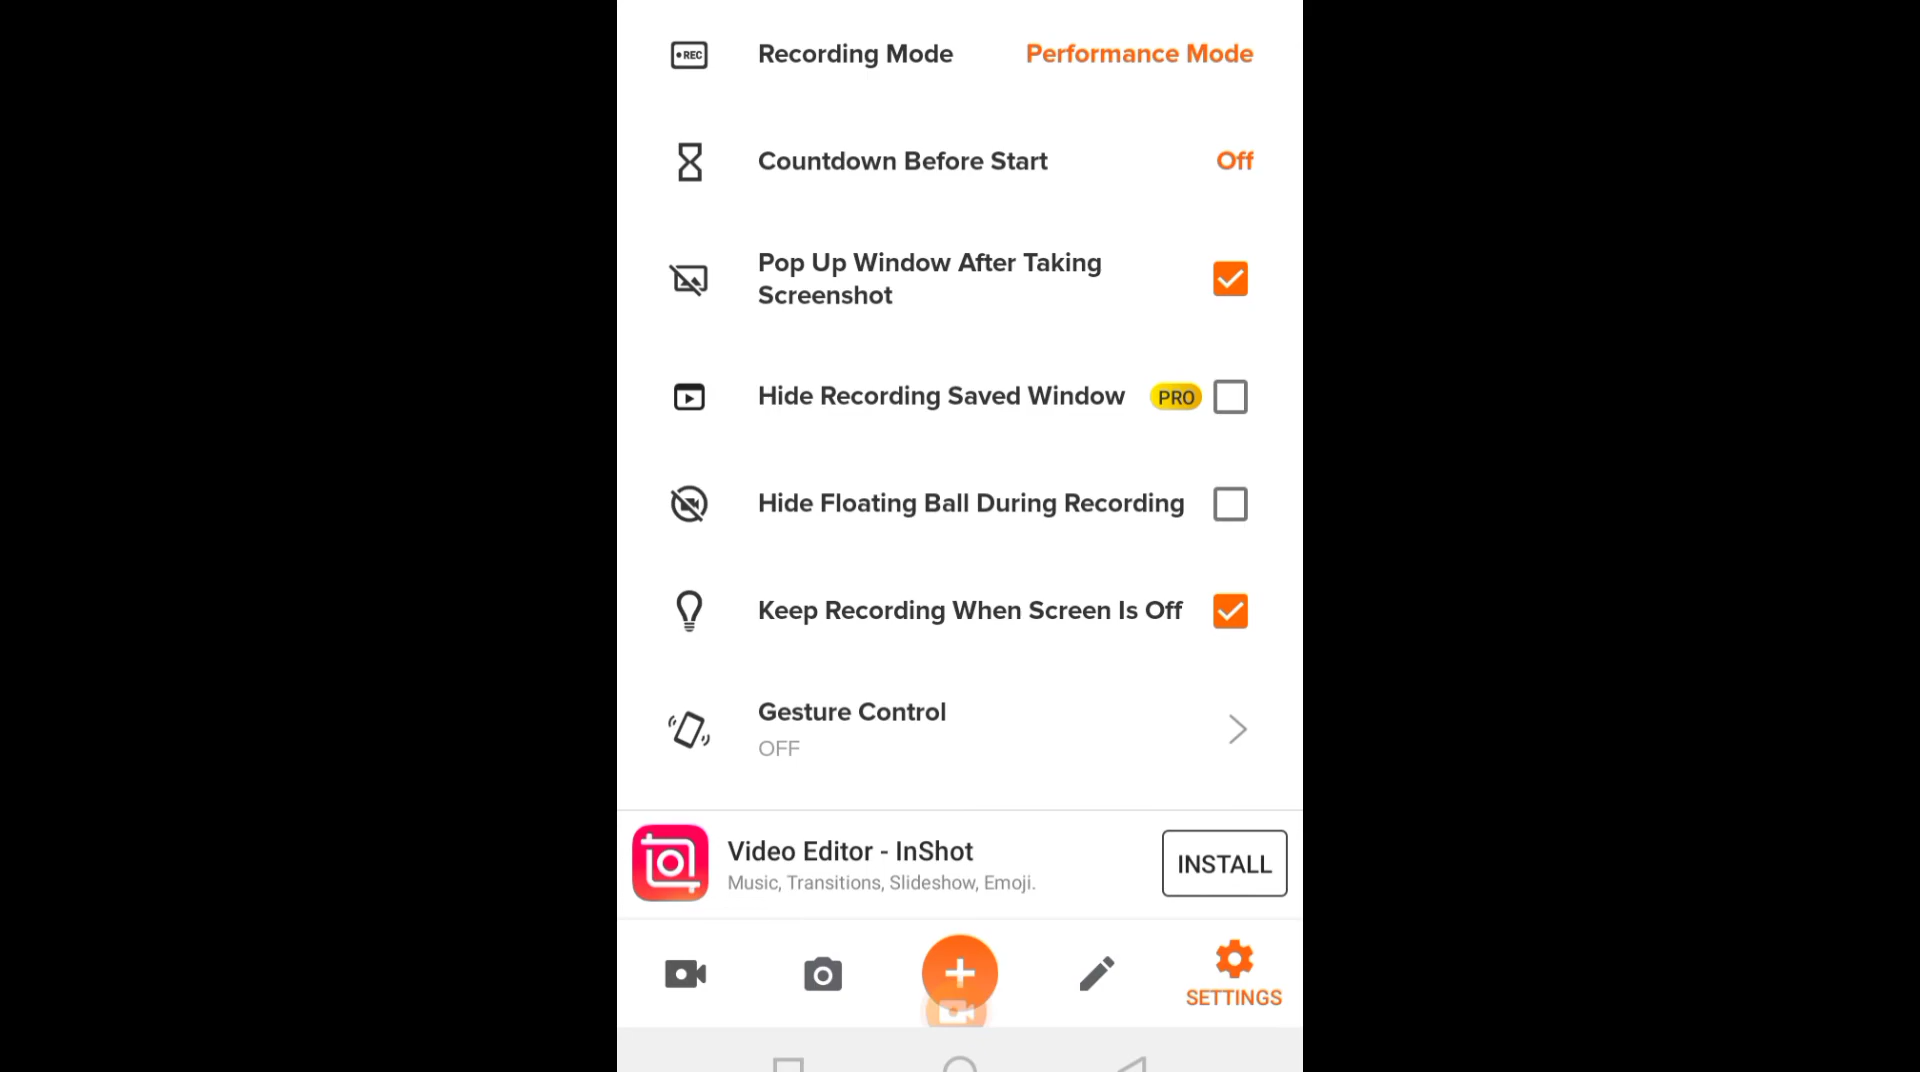 REC
Recording Mode
Performance Mode
Countdown Before Start
Off
Pop Up Window After Taking
Screenshot
Hide Recording Saved Window
PRO
Hide Floating Ball During Recording
Keep Recording When Screen Is Off
Gesture Control
OFF
Video Editor - InShot
Music, Transitions, Slideshow, Emoji.
INSTALL
SETTINGS